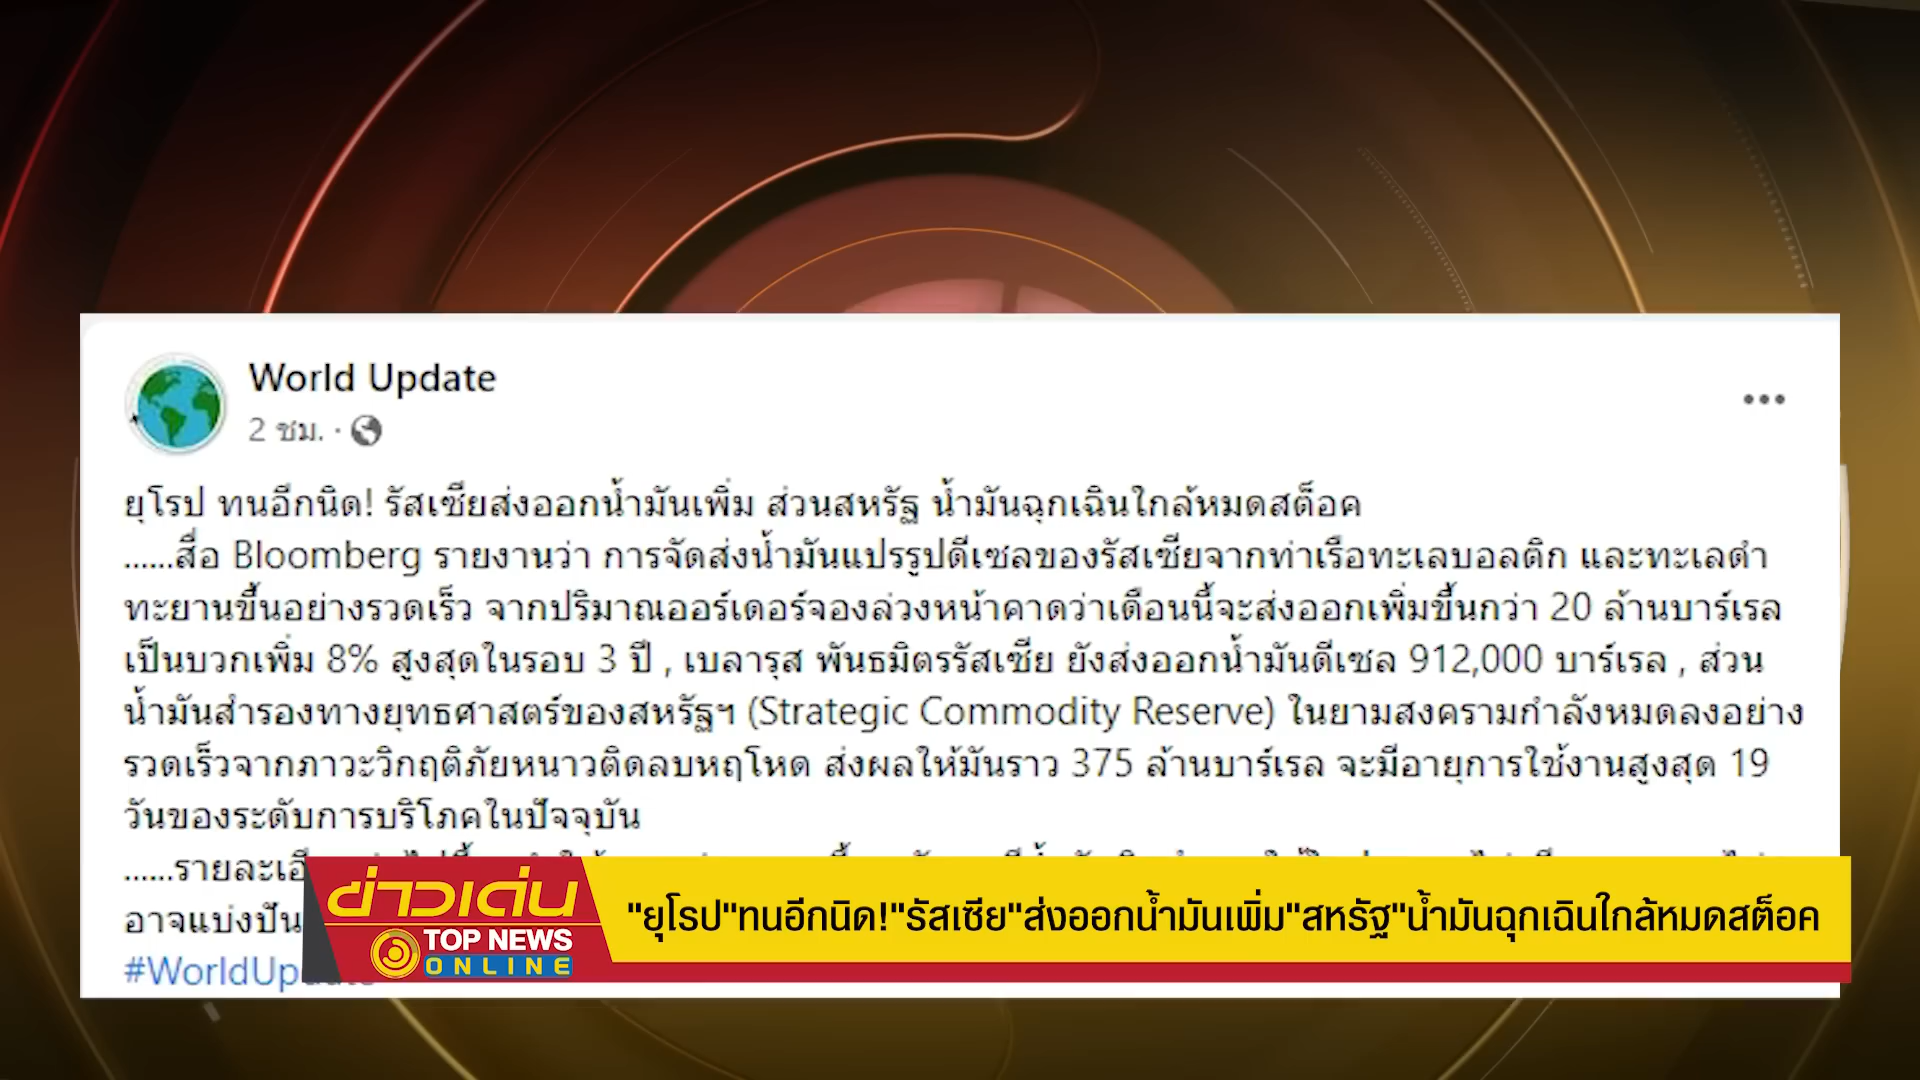 World Update
2 ชม. ·
ยุโรป ทนอีกนิด! รัสเซียส่งออกน้ำมันเพิ่ม ส่วนสหรัฐ น้ำมันฉุกเฉินใกล้หมดสต็อค
......สื่อ Bloomberg รายงานว่า การจัดส่งน้ำมันแปรรูปดีเซลของรัสเซียจากท่าเรือทะเลบอลติก และทะเลดำ
ทะยานขึ้นอย่างรวดเร็ว จากปริมาณออร์เดอร์จองล่วงหน้าคาดว่าเดือนนี้จะส่งออกเพิ่มขึ้นกว่า 20 ล้านบาร์เรล
เป็นบวกเพิ่ม 8% สูงสุดในรอบ 3 ปี , เบลารุส พันธมิตรรัสเซีย ยังส่งออกน้ำมันดีเซล 912,000 บาร์เรล , ส่วน
น้ำมันสำรองทางยุทธศาสตร์ของสหรัฐฯ (Strategic Commodity Reserve) ในยามสงครามกำลังหมดลงอย่าง
รวดเร็วจากภาวะวิกฤติภัยหนาวติดลบหฤโหด ส่งผลให้มันราว 375 ล้านบาร์เรล จะมีอายุการใช้งานสูงสุด 19
วันของระดับการบริโภคในปัจจุบัน
......รายละเอี
อาจแบ่งปัน
#WorldUpdate
ข่าวเด่น
TOP NEWS
ONLINE
"ยุโรป"ทนอีกนิด!"รัสเซีย"ส่งออกน้ำมันเพิ่ม"สหรัฐ"น้ำมันฉุกเฉินใกล้หมดสต็อค